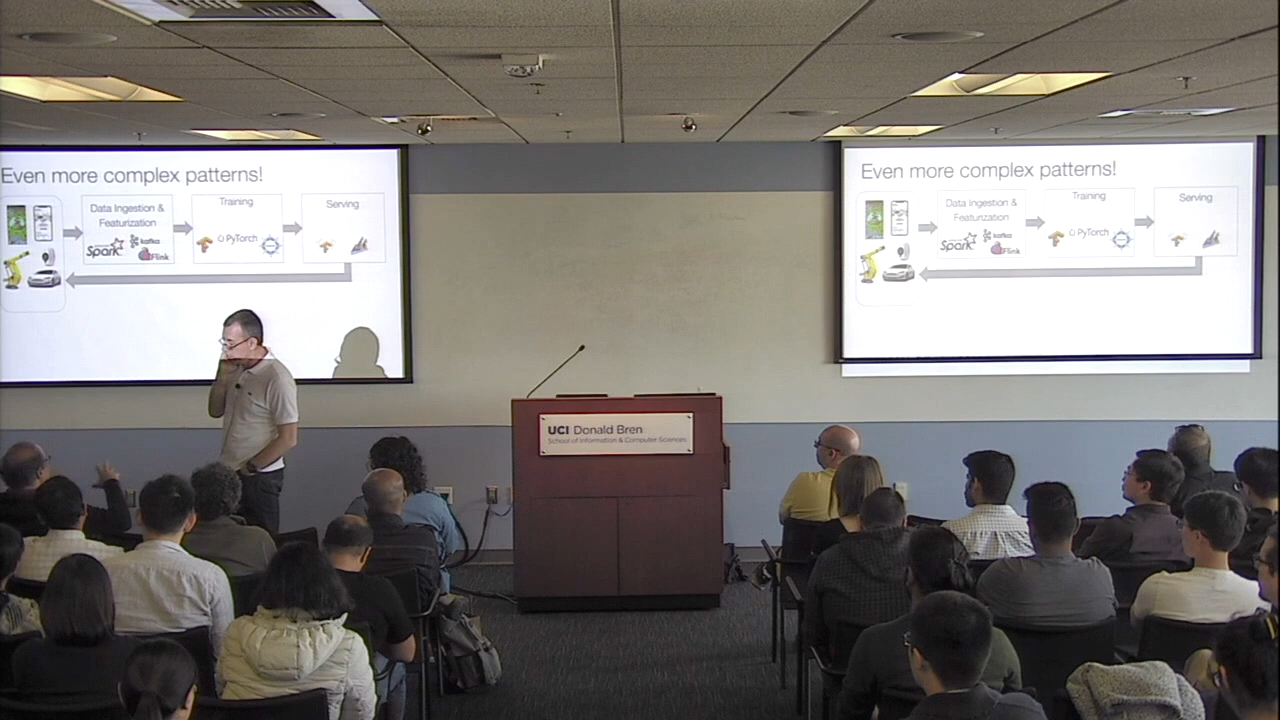 Even more complex patterns!
Data Ingestion &
Featurization
Training
Serving
Spark
kafka
Flink
PyTorch
Even more complex patterns!
Data Ingestion &
Featurization
Training
Serving
Spark
kafka
Flink
PyTorch
UCI Donald Bren
School of Information & Computer Sciences